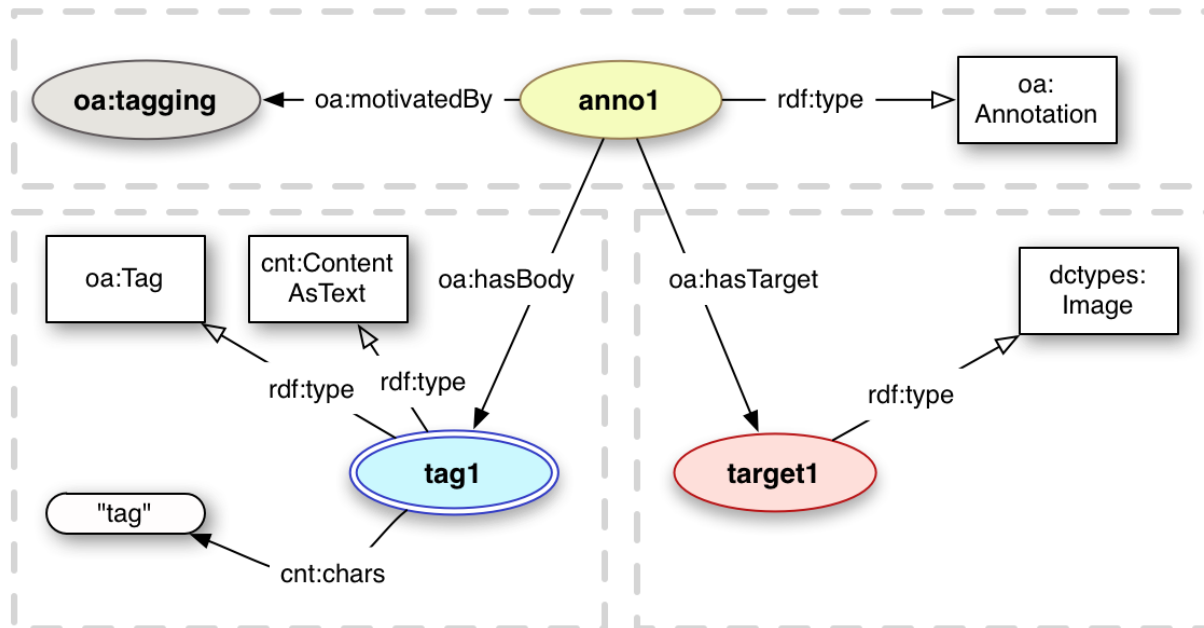 oa:tagging
oa:motivatedBy
anno1
rdf:type
oa:
Annotation
oa:Tag
cnt:Content
AsText
oa:hasBody
rdf:type
rdf:type
tag1
"tag"
cnt:chars
oa:hasTarget
dctypes:
Image
rdf:type
target1